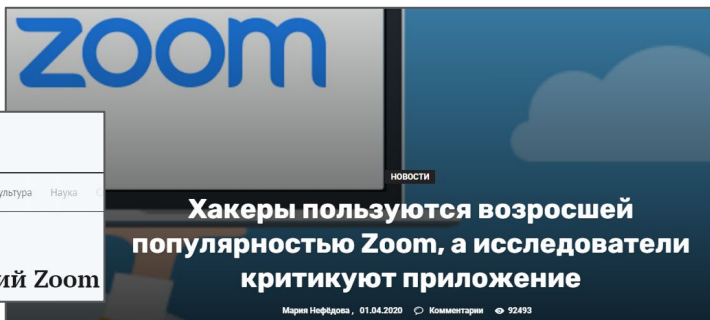 zoom
Наука
ий Zoom
НОВОСТИ
Хакеры пользуются возросшей
популярностью Zoom, а исследователи
критикуют приложение
Мария Нефёдова, 01.04.2020 Комментарии 92493